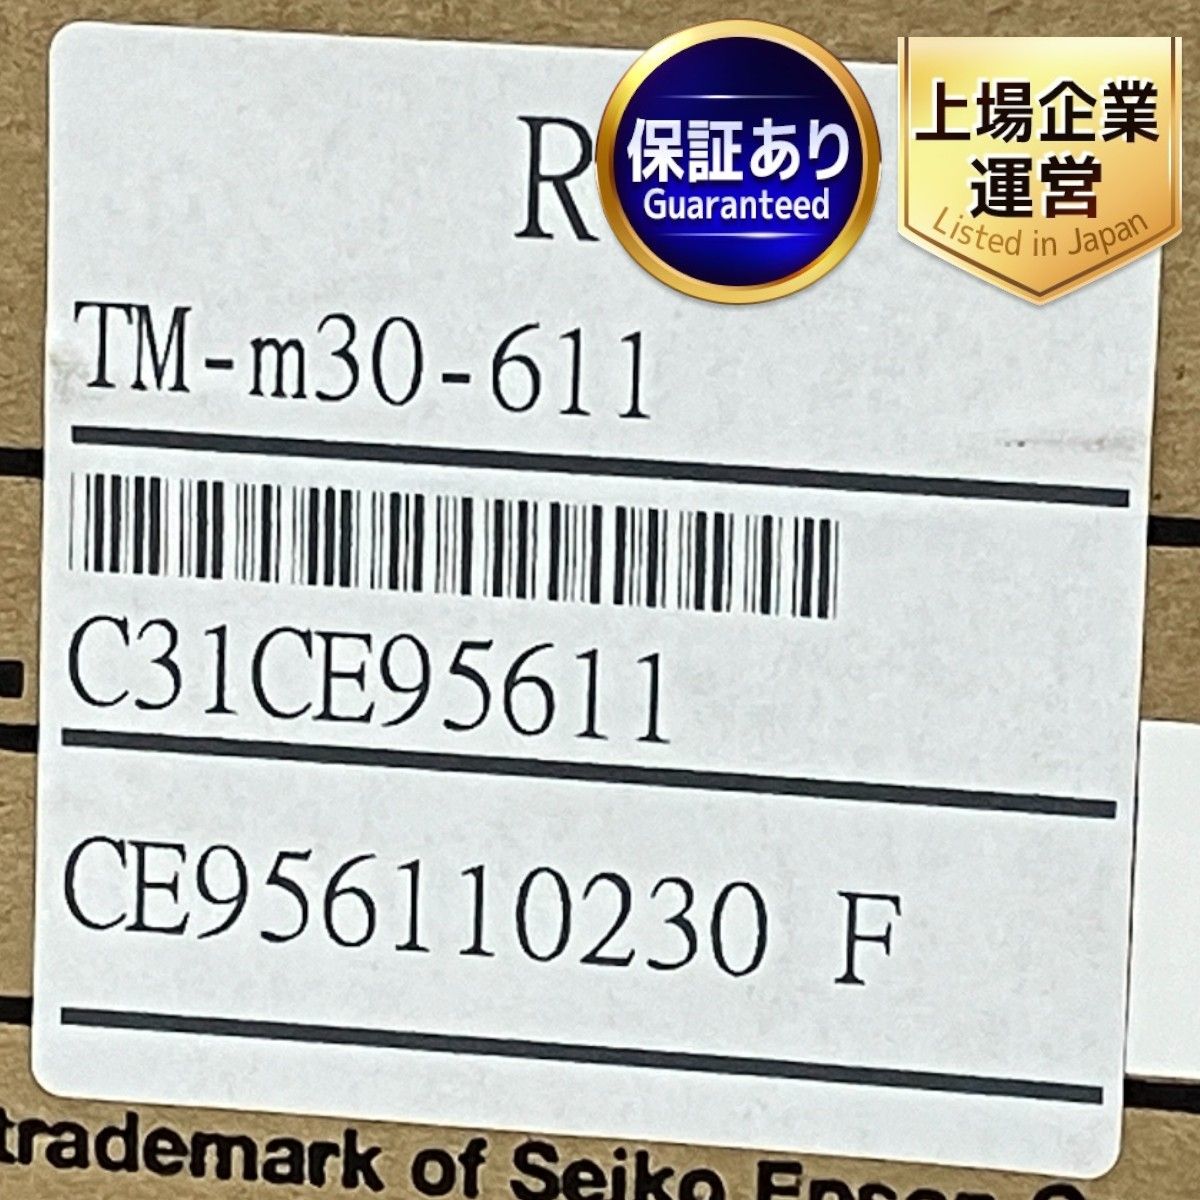 保証あり
Guaranteed
上場企業
運営
Listed in Japan
TM-m30-611
C31CE95611
CE956110230 F
trademark of Seiko Epson